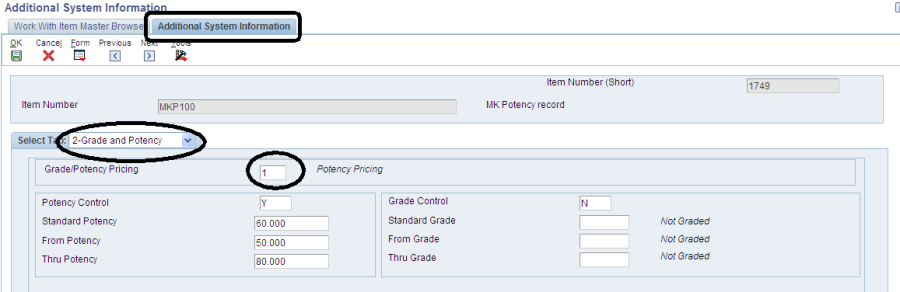 Additional System Information
Work With Item Master Browse Additional System Information
OK Cancel Form Previous Next Tools
Item Number (Short) 1749
Item Number MKP100 MK Potency record
Select Tab: 2-Grade and Potency
Grade/Potency Pricing 1 Potency Pricing
Potency Control Y Grade Control N
Standard Potency 60.000 Standard Grade Not Graded
From Potency 50.000 From Grade Not Graded
Thru Potency 80.000 Thru Grade Not Graded